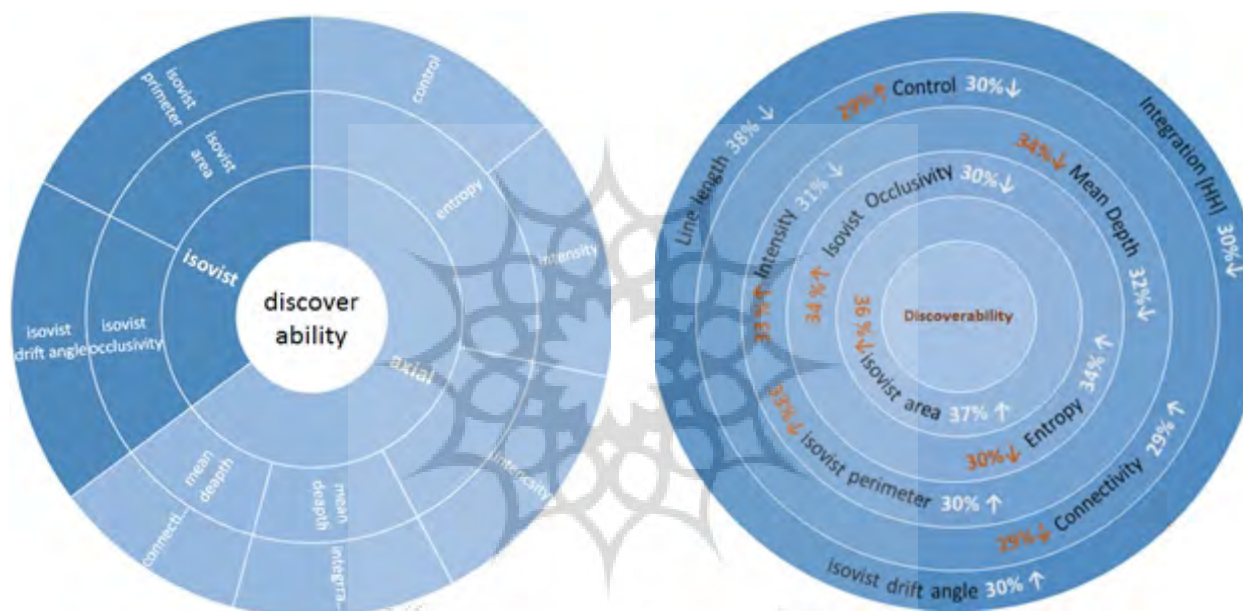 control
isovist
primeter
isovist
area
entropy
intensity
isovist
discover
ability
isovist
drift angle
isovist
occlusivity
axial
mean
deapth
mean
deapth
connecti...
integrra...
29%↑ Control 30%↓
Integration [HH] 30%↓
Line length 38% ↓
34%↓ Mean Depth 32%↓
33%↑ Intensity 31% ↓
34 %↑ Isovist Occlusivity 30%↓
Discoverability
36 %↓ isovist area 37% ↑
30%↓ Entropy 34% ↑
33%↑ isovist perimeter 30% ↑
29%↓ Connectivity 29% ↑
isovist drift angle 30% ↑